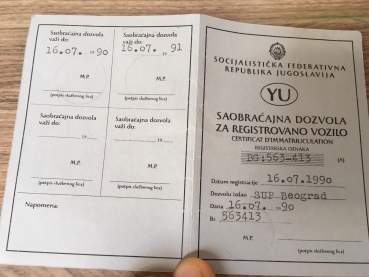 Saobraćajna dozvola
važi do:
16.07. 19 90
M.P.
(potpis službenog lica)
Saobraćajna dozvola
važi do:
16.07. 19 91
M.P.
(potpis službenog lica)
Saobraćajna dozvola
važi do:
19
M.P.
(potpis službenog lica)
Saobraćajna dozvola
važi do:
19
M.P.
(potpis službenog lica)
Napomena:
SOCIJALISTIČKA FEDERATIVNA
REPUBLIKA JUGOSLAVIJA
YU
SAOBRAĆAJNA DOZVOLA
ZA REGISTROVANO VOZILO
CERTIFICAT D'IMMATRICULATION
REGISTARSKA OZNAKA
BG:563-413 (A)
Datum registracije 16.07.1990
Dozvolu izdao SUP Beograd
Dana 16.07. 19 90
Br. 563413
M.P.